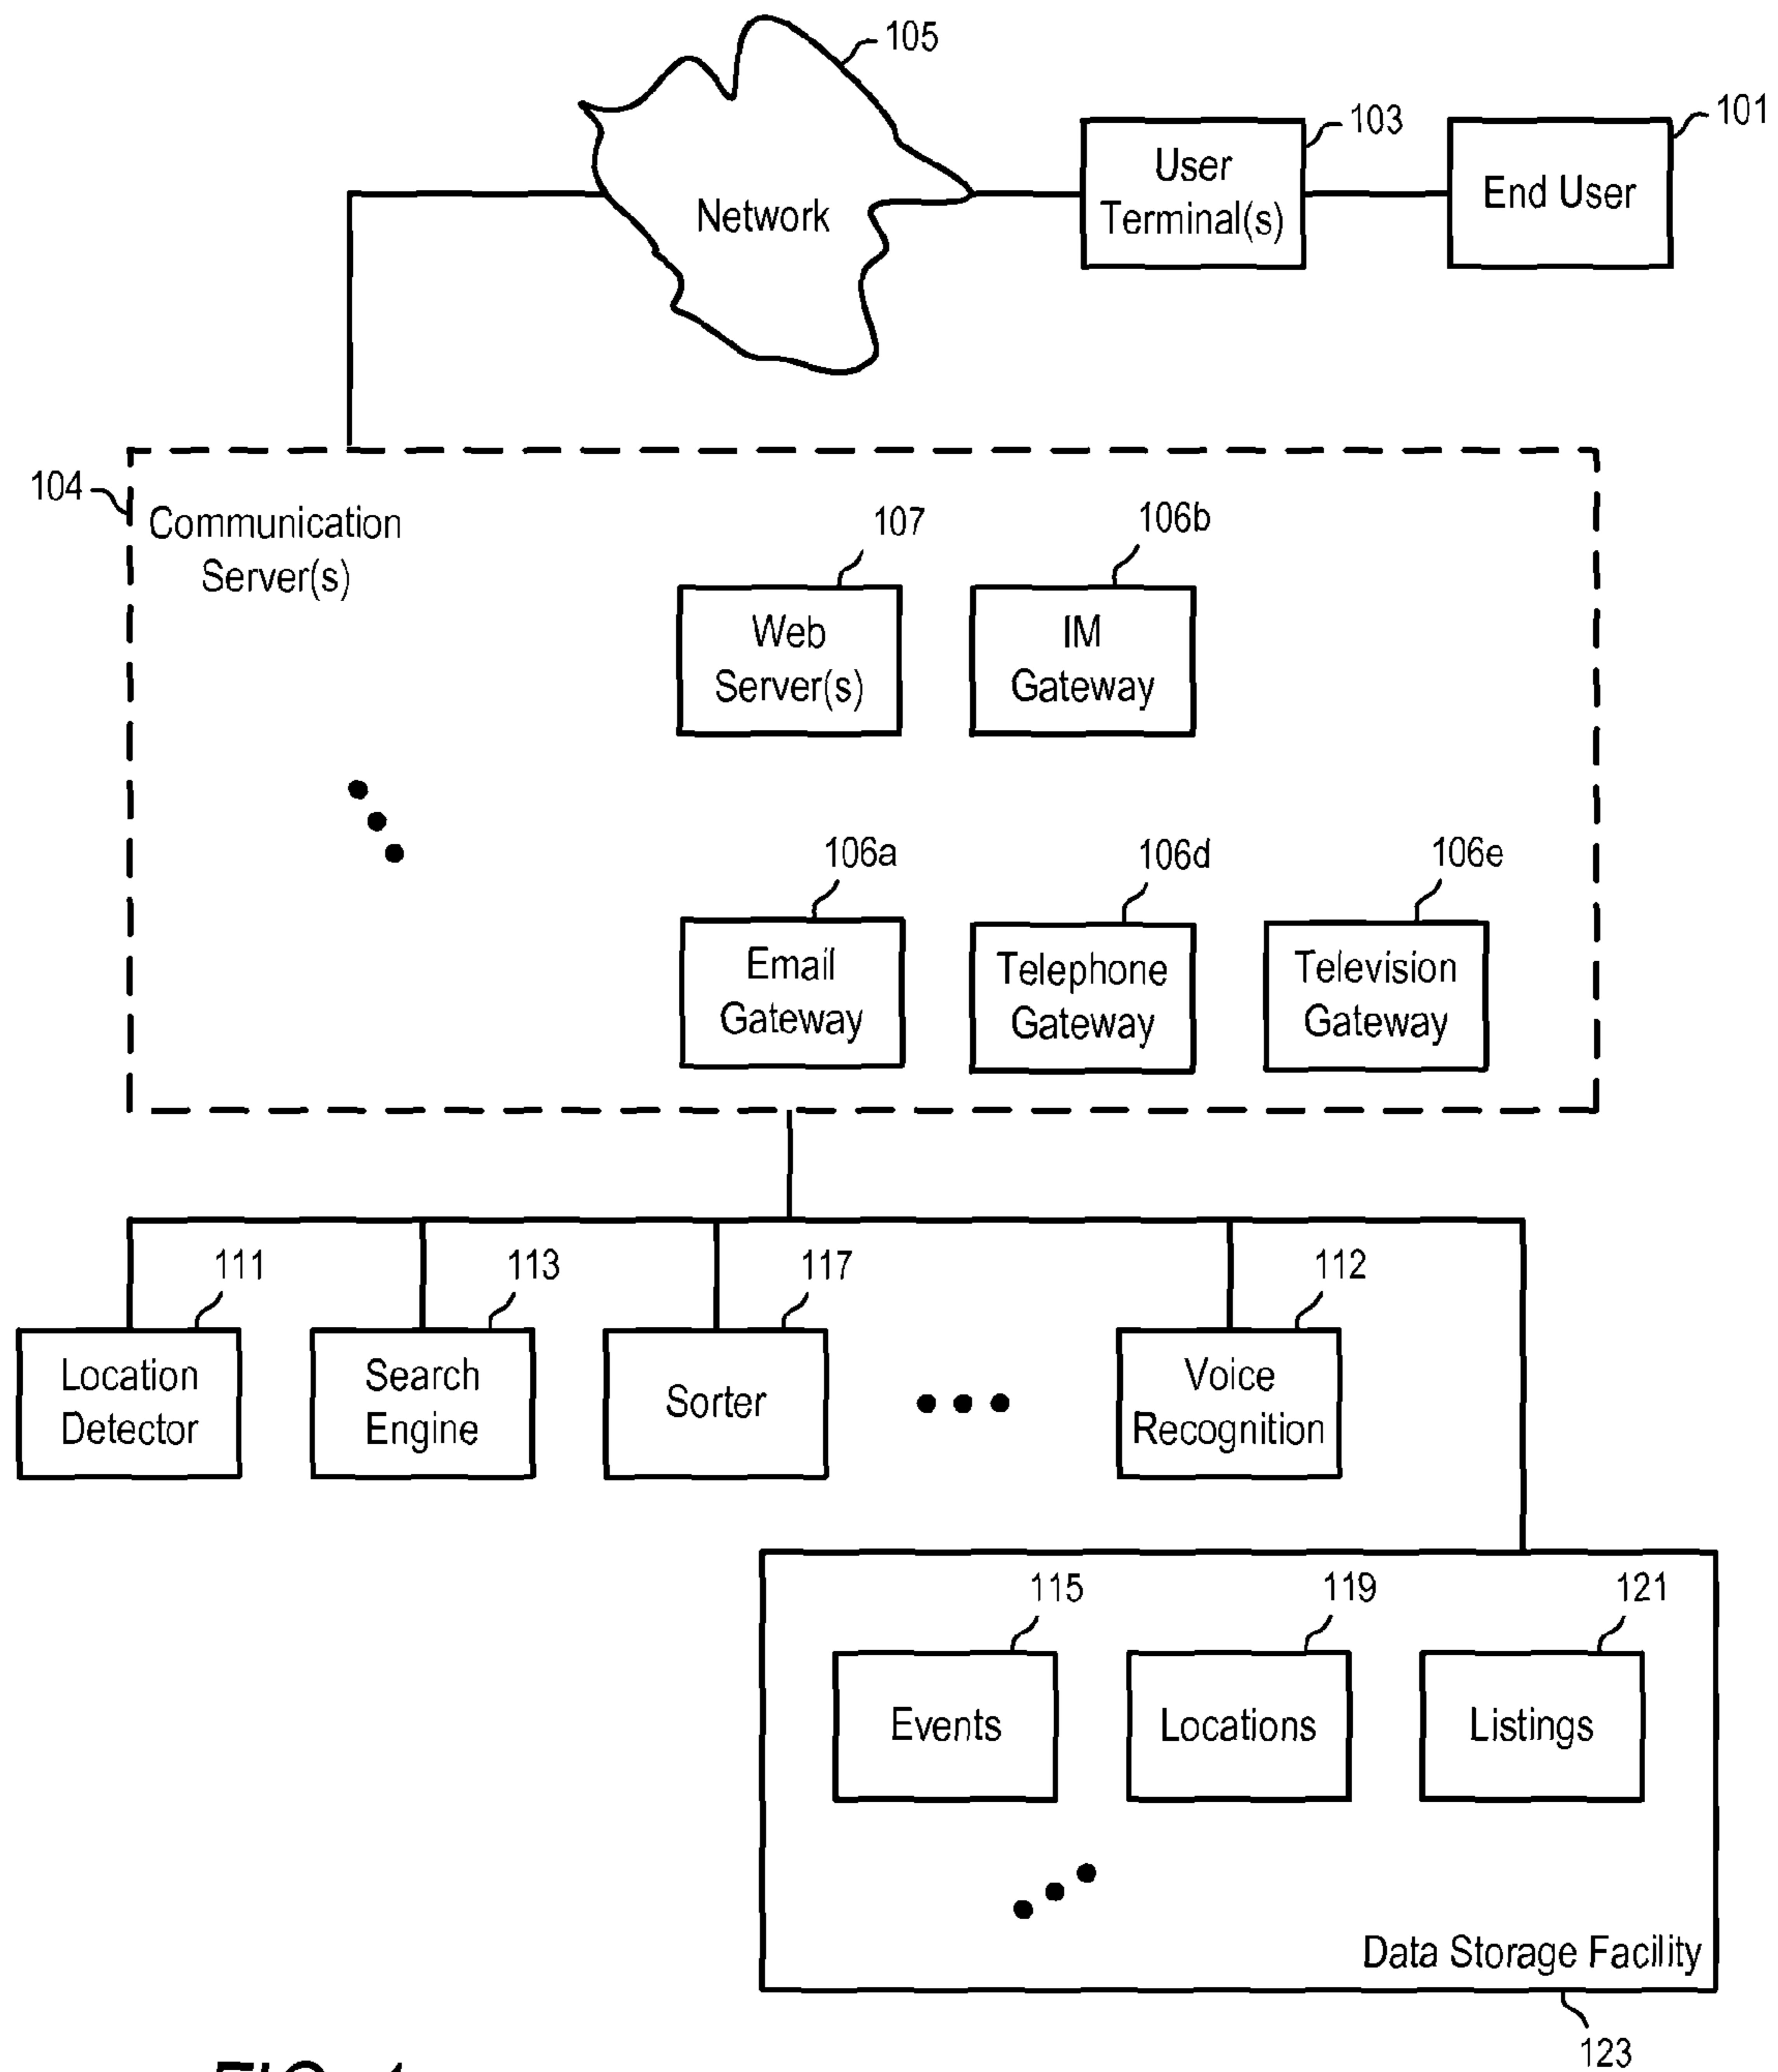 105
101
103
User
Terminal(s)
End User
Network
104
Communication
Server(s)
107
106b
Web
Server(s)
IM
Gateway
106a
106d
106e
Email
Gateway
Telephone
Gateway
Television
Gateway
111
113
117
112
Location
Detector
Search
Engine
Sorter
Voice
Recognition
115
119
121
Events
Locations
Listings
Data Storage Facility
123